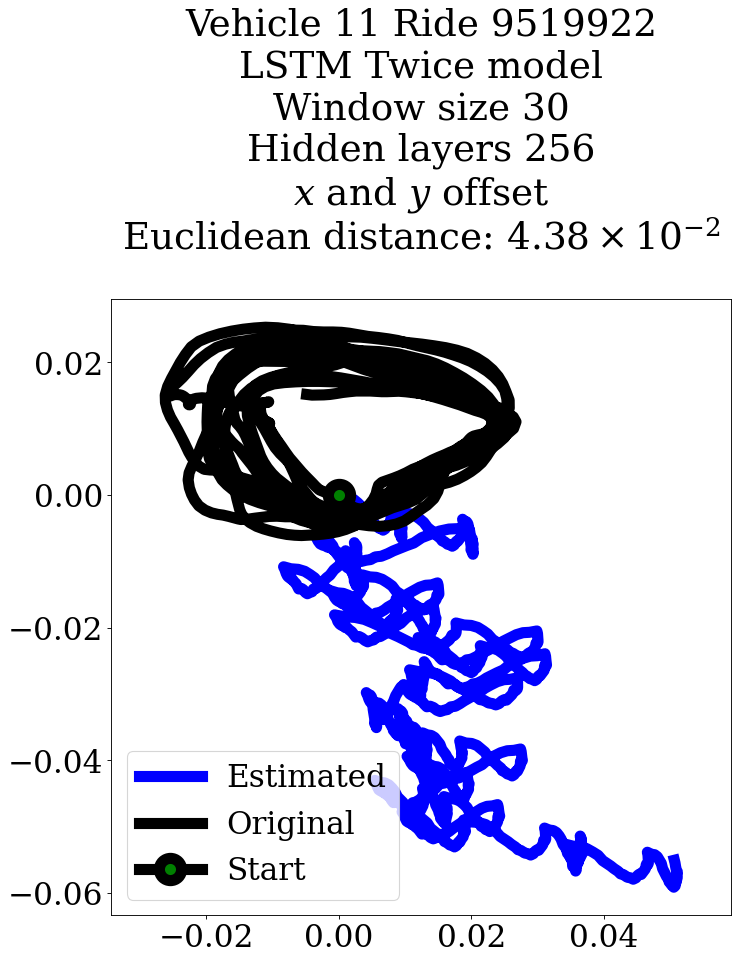 Vehicle 11 Ride 9519922
LSTM Twice model
Window size 30
Hidden layers 256
x and y offset
Euclidean distance: 4.38 × 10⁻²
0.02
0.00
−0.02
−0.04
−0.06
Estimated
Original
Start
−0.02 0.00 0.02 0.04